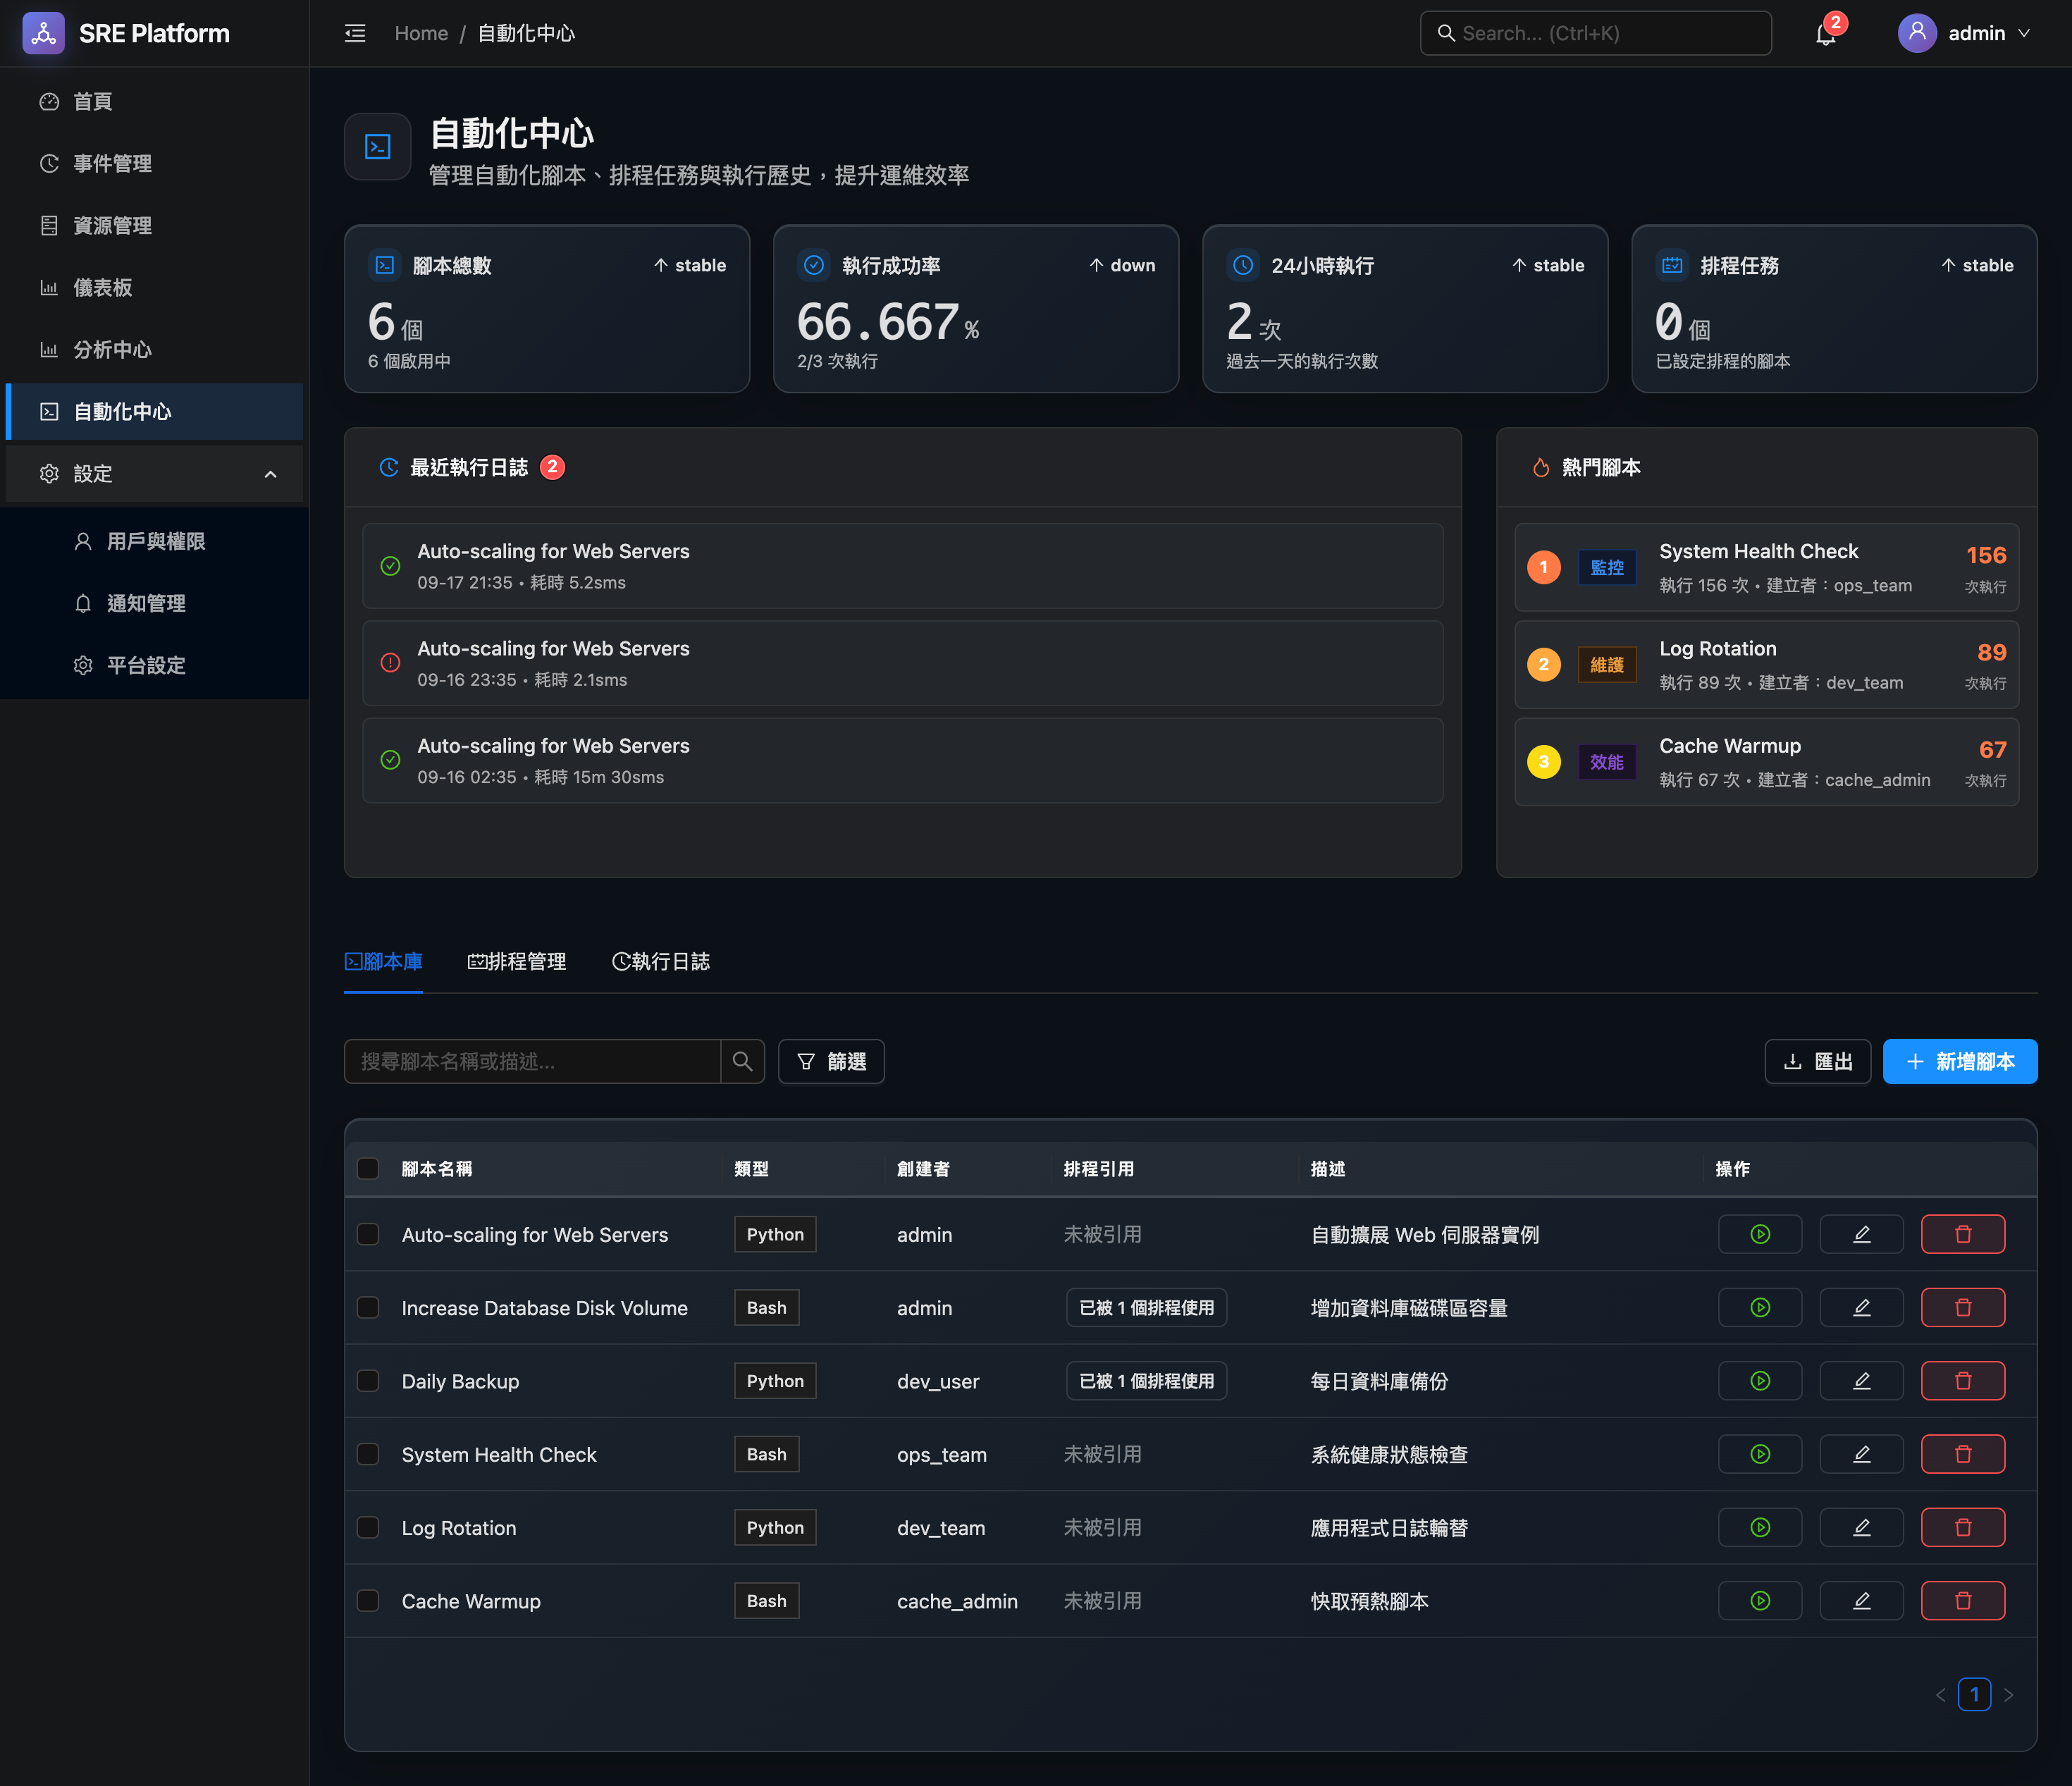 SRE Platform
Home / 自動化中心
Search... (Ctrl+K)
2
admin
首頁
事件管理
資源管理
儀表板
分析中心
自動化中心
設定
用戶與權限
通知管理
平台設定
自動化中心
管理自動化腳本、排程任務與執行歷史，提升運維效率
腳本總數
stable
6 個
6 個啟用中
執行成功率
down
66.667 %
2/3 次執行
24小時執行
stable
2 次
過去一天的執行次數
排程任務
stable
0 個
已設定排程的腳本
最近執行日誌 2
Auto-scaling for Web Servers
09-17 21:35 • 耗時 5.2sms
Auto-scaling for Web Servers
09-16 23:35 • 耗時 2.1sms
Auto-scaling for Web Servers
09-16 02:35 • 耗時 15m 30sms
熱門腳本
1 監控 System Health Check 156
執行 156 次 • 建立者：ops_team 次執行
2 維護 Log Rotation 89
執行 89 次 • 建立者：dev_team 次執行
3 效能 Cache Warmup 67
執行 67 次 • 建立者：cache_admin 次執行
腳本庫 排程管理 執行日誌
搜尋腳本名稱或描述...
篩選
匯出
新增腳本
腳本名稱 類型 創建者 排程引用 描述 操作
Auto-scaling for Web Servers Python admin 未被引用 自動擴展 Web 伺服器實例
Increase Database Disk Volume Bash admin 已被 1 個排程使用 增加資料庫磁碟區容量
Daily Backup Python dev_user 已被 1 個排程使用 每日資料庫備份
System Health Check Bash ops_team 未被引用 系統健康狀態檢查
Log Rotation Python dev_team 未被引用 應用程式日誌輪替
Cache Warmup Bash cache_admin 未被引用 快取預熱腳本
1